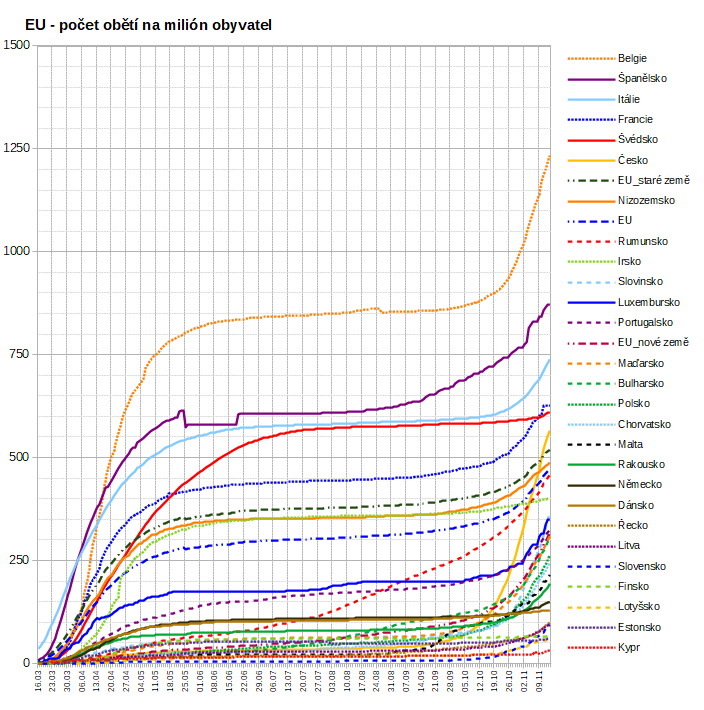 EU - počet obětí na milión obyvatel
1500
1250
1000
750
500
250
0
16.03
23.03
30.03
06.04
13.04
20.04
27.04
04.05
11.05
18.05
25.05
01.06
08.06
15.06
22.06
29.06
06.07
13.07
20.07
27.07
03.08
10.08
17.08
24.08
31.08
07.09
14.09
21.09
28.09
05.10
12.10
19.10
26.10
02.11
09.11
Belgie
Španělsko
Itálie
Francie
Švédsko
Česko
EU_staré země
Nizozemsko
EU
Rumunsko
Irsko
Slovinsko
Luxembursko
Portugalsko
EU_nové země
Maďarsko
Bulharsko
Polsko
Chorvatsko
Malta
Rakousko
Německo
Dánsko
Řecko
Litva
Slovensko
Finsko
Lotyšsko
Estonsko
Kypr